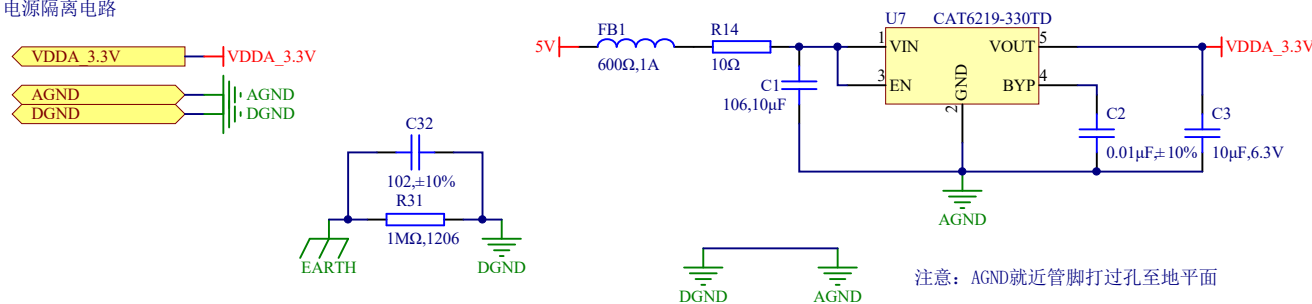 电源隔离电路
VDDA_3.3V
VDDA_3.3V
AGND
AGND
DGND
DGND
C32
102,±10%
R31
1MΩ,1206
EARTH
DGND
5V
FB1
600Ω,1A
R14
10Ω
C1
106,10μF
U7
CAT6219-330TD
1
VIN
VOUT
5
3
EN
BYP
4
GND
2
VDDA_3.3V
C2
0.01μF,±10%
C3
10μF,6.3V
AGND
DGND
AGND
注意：AGND就近管脚打过孔至地平面